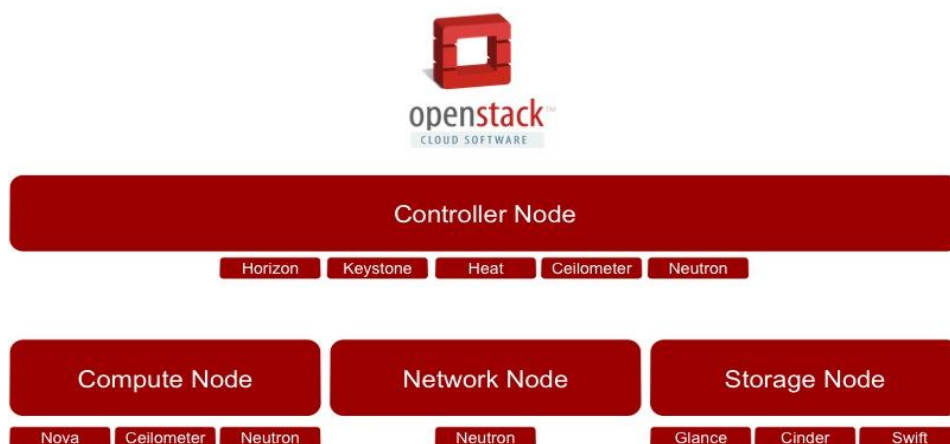 openstack™
CLOUD SOFTWARE
Controller Node
Horizon Keystone Heat Ceilometer Neutron
Compute Node Network Node Storage Node
Nova Ceilometer Neutron Neutron Glance Cinder Swift